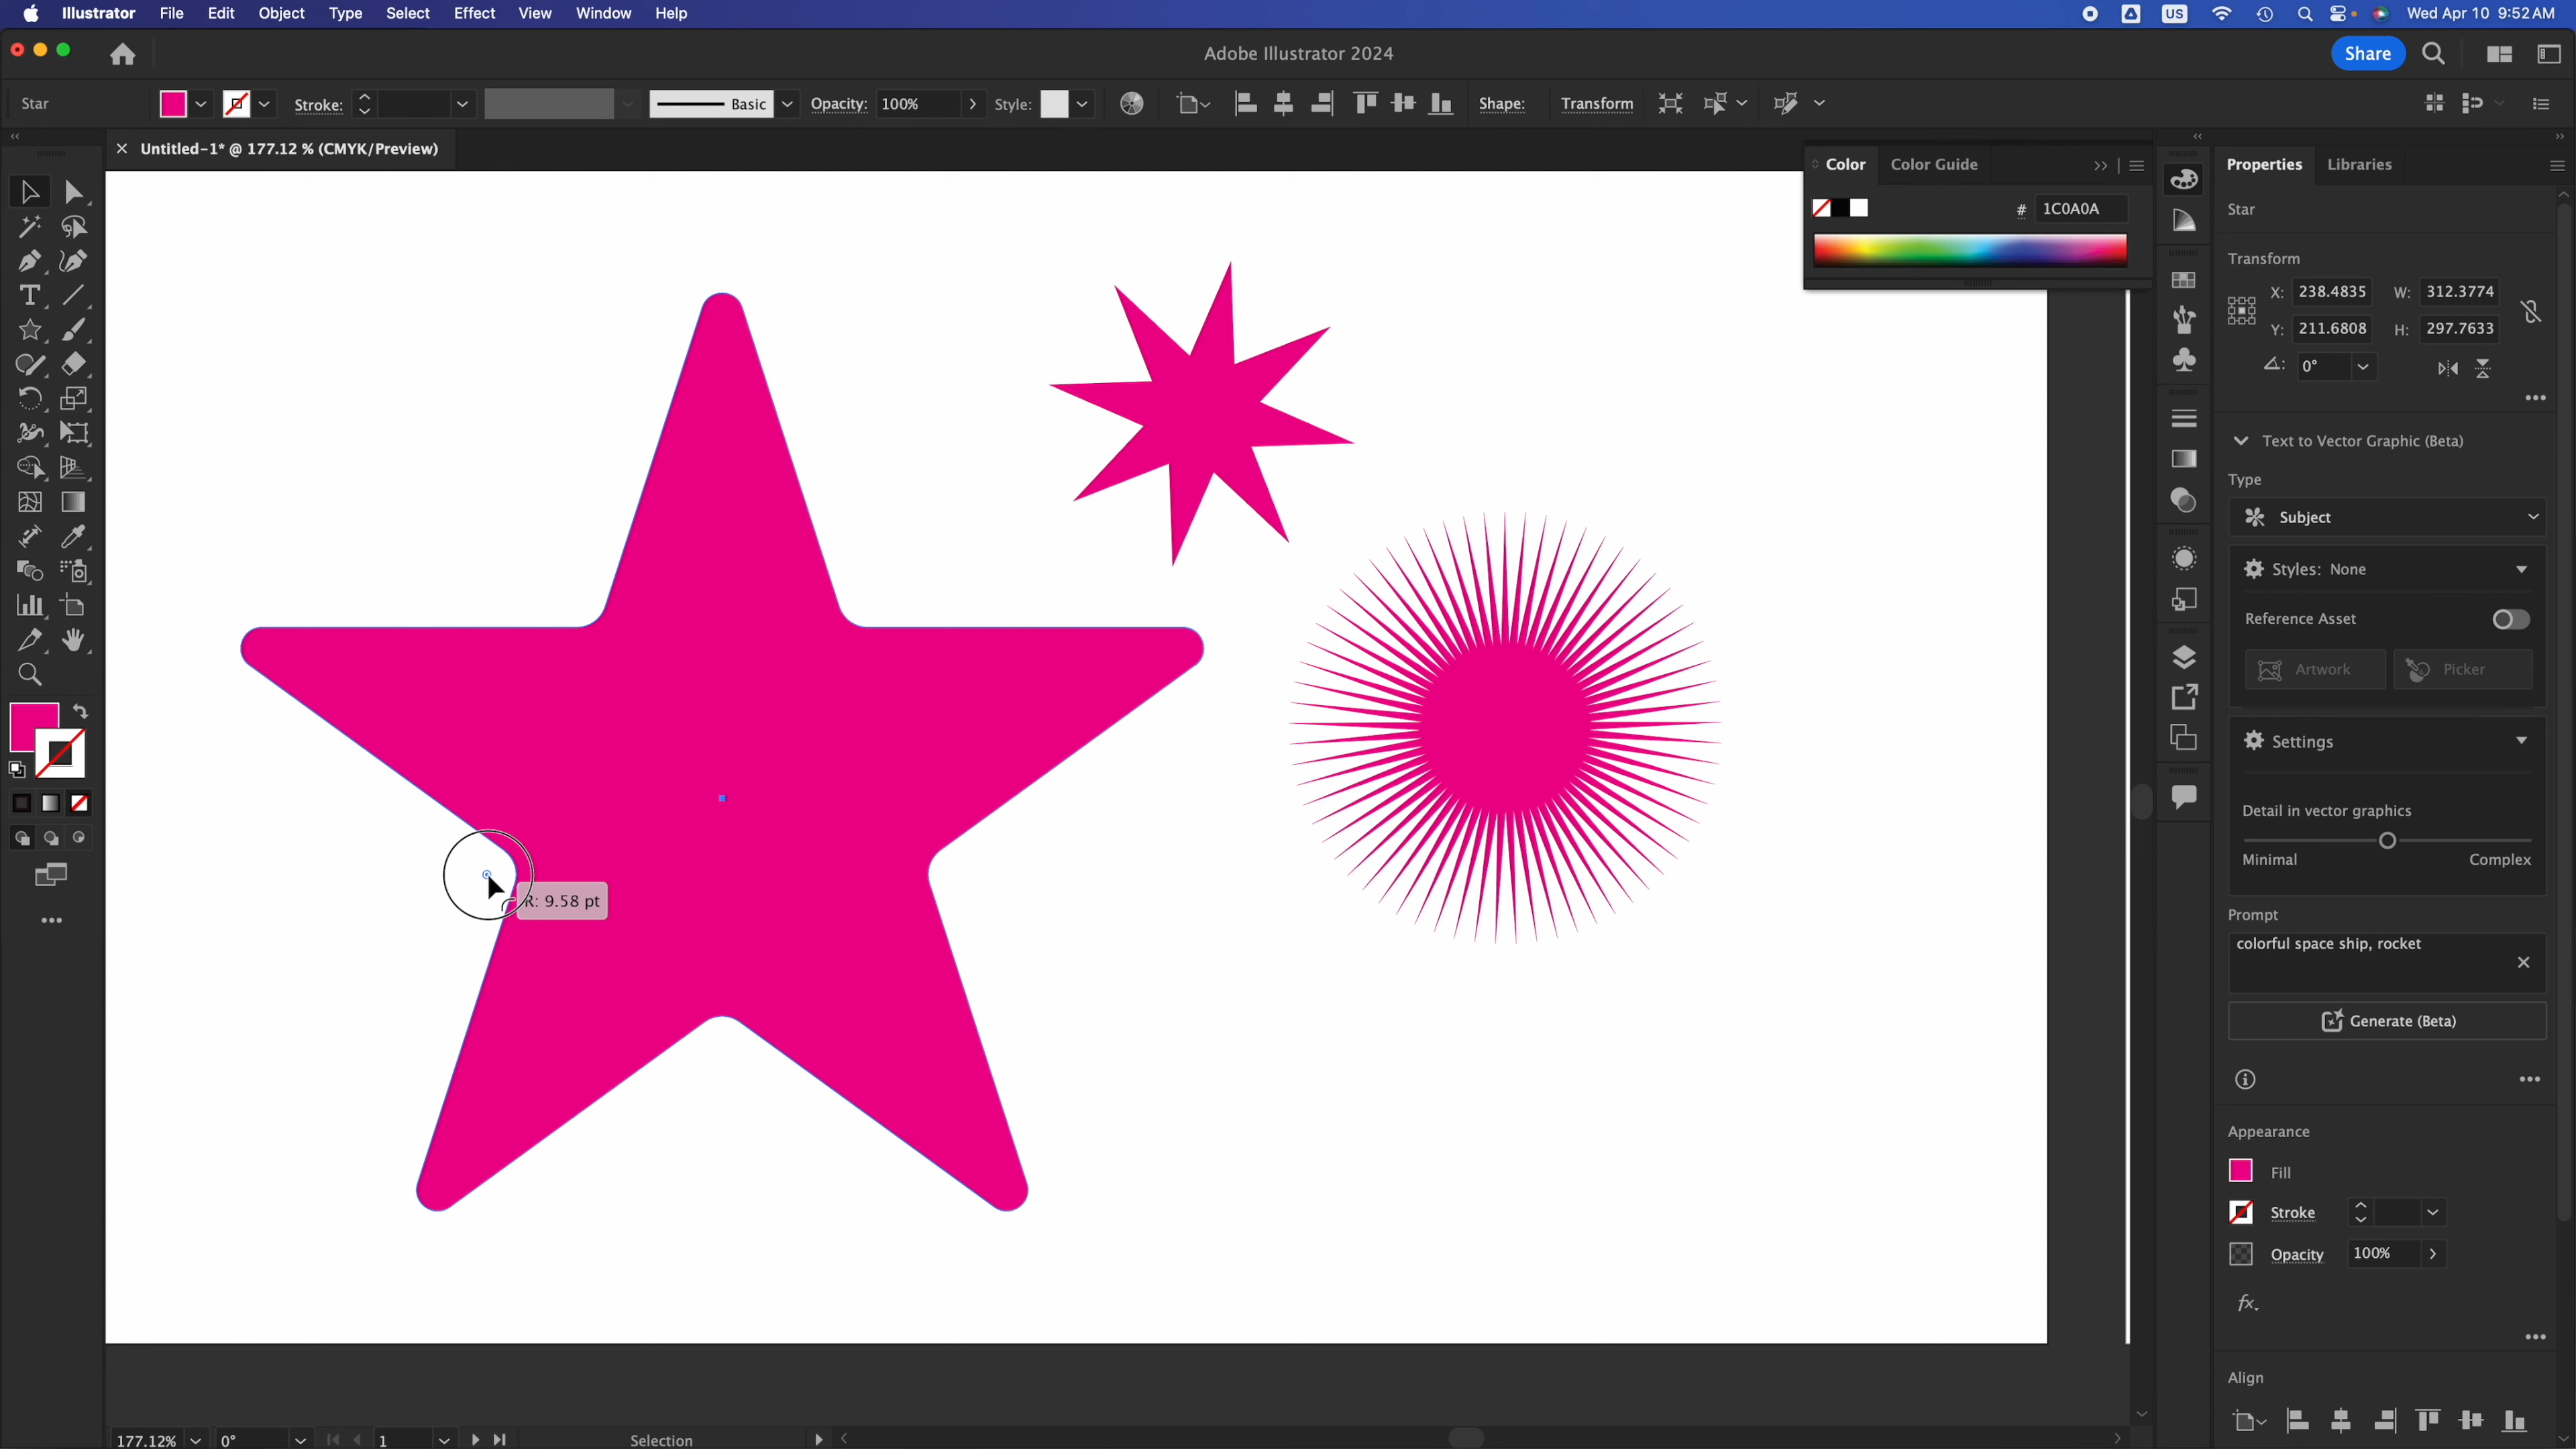 Illustrator File Edit Object Type Select Effect View Window Help US Wed Apr 10 9:52 AM
Adobe Illustrator 2024 Share
Star Stroke: Basic Opacity: 100% Style: Shape: Transform
Untitled-1* @ 177.12 % (CMYK/Preview)
Color Color Guide
# 1C0A0A
Properties Libraries
Star
Transform
X: 238.4835 W: 312.3774
Y: 211.6808 H: 297.7633
0°
Text to Vector Graphic (Beta)
Type
Subject
Styles: None
Reference Asset
Artwork Picker
Settings
Detail in vector graphics
Minimal Complex
R: 9.58 pt
Prompt
colorful space ship, rocket
Generate (Beta)
Appearance
Fill
Stroke
Opacity 100%
fx.
Align
177.12% 0° 1 Selection